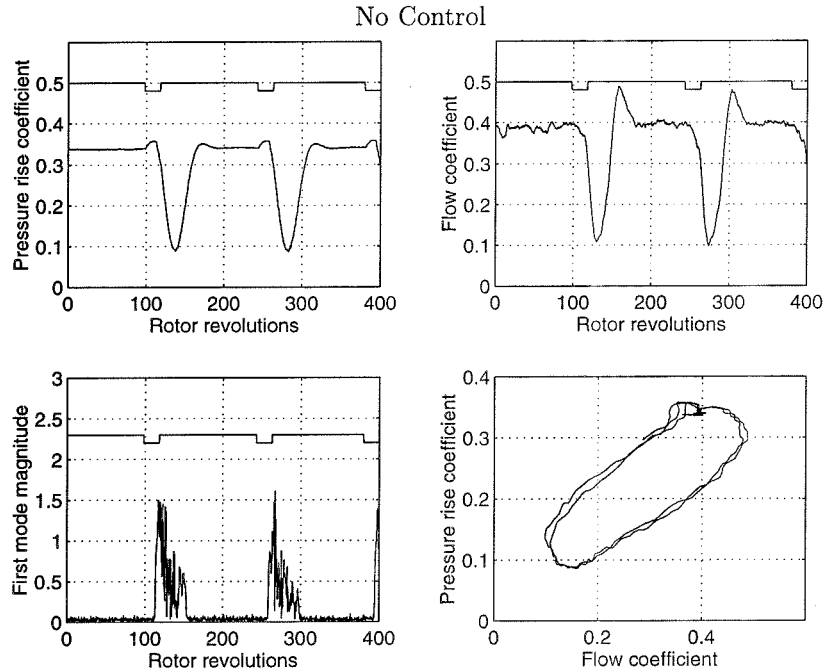 No Control
Pressure rise coefficient
0.5
0.4
0.3
0.2
0.1
0
0 100 200 300 400
Rotor revolutions
Flow coefficient
0.6
0.5
0.4
0.3
0.2
0.1
0
0 100 200 300 400
Rotor revolutions
First mode magnitude
3
2.5
2
1.5
1
0.5
0
0 100 200 300 400
Rotor revolutions
Pressure rise coefficient
0.4
0.3
0.2
0.1
0
0 0.2 0.4
Flow coefficient